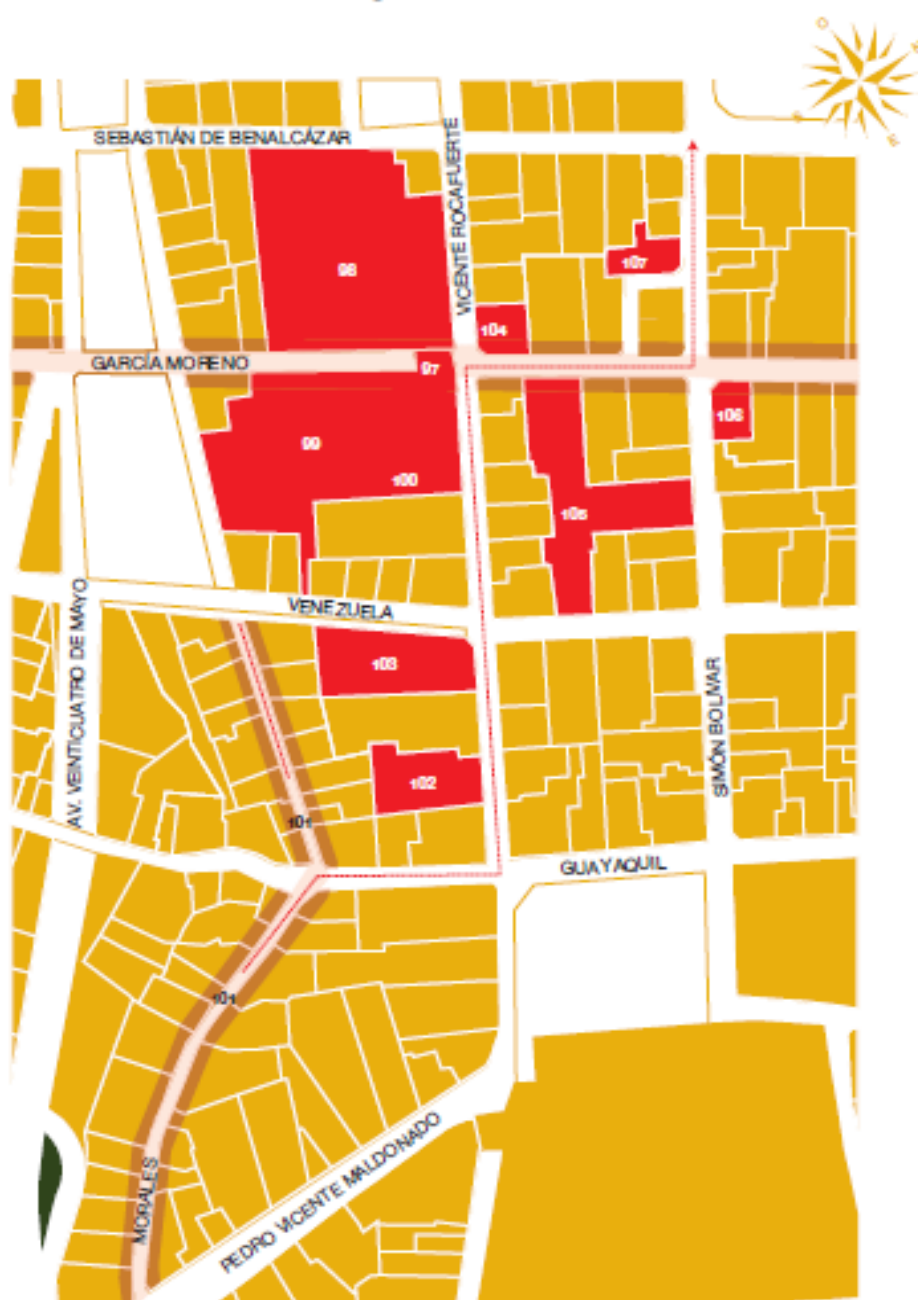 SEBASTIÁN DE BENALCÁZAR
VICENTE ROCAFUERTE
98
107
104
GARCÍA MORENO
97
106
99
100
105
VENEZUELA
AV. VEINTICUATRO DE MAYO
103
SIMÓN BOLIVAR
102
101
GUAYAQUIL
101
MORALES
PEDRO VICENTE MALDONADO